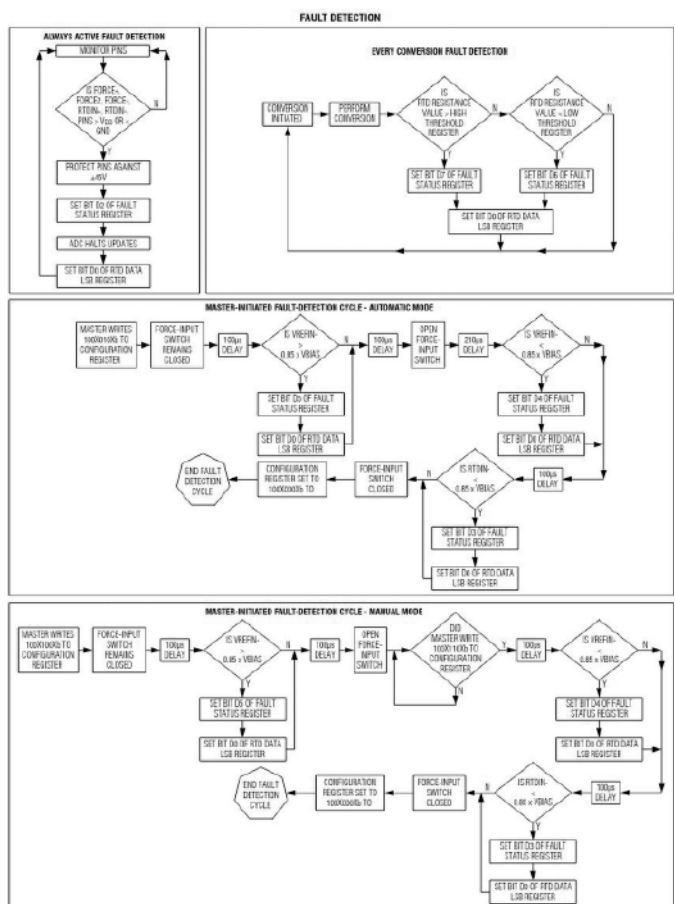 FAULT DETECTION
ALWAYS ACTIVE FAULT DETECTION
MONITOR PINS
IS FORCE+,
FORCE2, FORCE-,
RTDIN+, RTDIN-,
PINS > VDD OR <
GND
N
Y
PROTECT PINS AGAINST
±45V
SET BIT D2 OF FAULT
STATUS REGISTER
ADC HALTS UPDATES
SET BIT D0 OF RTD DATA
LSB REGISTER
EVERY CONVERSION FAULT DETECTION
CONVERSION
INITIATED
PERFORM
CONVERSION
IS
RTD RESISTANCE
VALUE > HIGH
THRESHOLD
REGISTER
N
Y
SET BIT D7 OF FAULT
STATUS REGISTER
IS
RTD RESISTANCE
VALUE < LOW
THRESHOLD
REGISTER
N
Y
SET BIT D6 OF FAULT
STATUS REGISTER
SET BIT D0 OF RTD DATA
LSB REGISTER
MASTER-INITIATED FAULT-DETECTION CYCLE - AUTOMATIC MODE
MASTER WRITES
100X010Xb TO
CONFIGURATION
REGISTER
FORCE-INPUT
SWITCH
REMAINS
CLOSED
100µs
DELAY
IS VREFIN-
>
0.85 x VBIAS
N
Y
SET BIT D5 OF FAULT
STATUS REGISTER
SET BIT D0 OF RTD DATA
LSB REGISTER
100µs
DELAY
OPEN
FORCE-
INPUT
SWITCH
210µs
DELAY
IS VREFIN-
<
0.85 x VBIAS
N
Y
SET BIT D4 OF FAULT
STATUS REGISTER
SET BIT D0 OF RTD DATA
LSB REGISTER
100µs
DELAY
IS RTDIN-
<
0.85 x VBIAS
N
Y
SET BIT D3 OF FAULT
STATUS REGISTER
SET BIT D0 OF RTD DATA
LSB REGISTER
FORCE-INPUT
SWITCH
CLOSED
CONFIGURATION
REGISTER SET TO
100X000Xb TO
END FAULT
DETECTION
CYCLE
MASTER-INITIATED FAULT-DETECTION CYCLE - MANUAL MODE
MASTER WRITES
100X100Xb TO
CONFIGURATION
REGISTER
FORCE-INPUT
SWITCH
REMAINS
CLOSED
100µs
DELAY
IS VREFIN-
>
0.85 x VBIAS
N
Y
SET BIT D5 OF FAULT
STATUS REGISTER
SET BIT D0 OF RTD DATA
LSB REGISTER
100µs
DELAY
OPEN
FORCE-
INPUT
SWITCH
DID
MASTER WRITE
100X110Xb TO
CONFIGURATION
REGISTER
Y
N
100µs
DELAY
IS VREFIN-
<
0.85 x VBIAS
N
Y
SET BIT D4 OF FAULT
STATUS REGISTER
SET BIT D0 OF RTD DATA
LSB REGISTER
100µs
DELAY
IS RTDIN-
<
0.85 x VBIAS
N
Y
SET BIT D3 OF FAULT
STATUS REGISTER
SET BIT D0 OF RTD DATA
LSB REGISTER
FORCE-INPUT
SWITCH
CLOSED
CONFIGURATION
REGISTER SET TO
100X000Xb TO
END FAULT
DETECTION
CYCLE